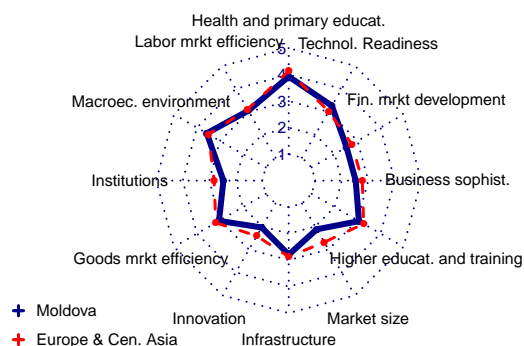 Health and primary educat.
Labor mrkt efficiency
5
Technol. Readiness
4
Macroec. environment
3
Fin. mrkt development
2
1
Institutions
Business sophist.
Goods mrkt efficiency
Higher educat. and training
Innovation
Market size
Infrastructure
Moldova
Europe & Cen. Asia